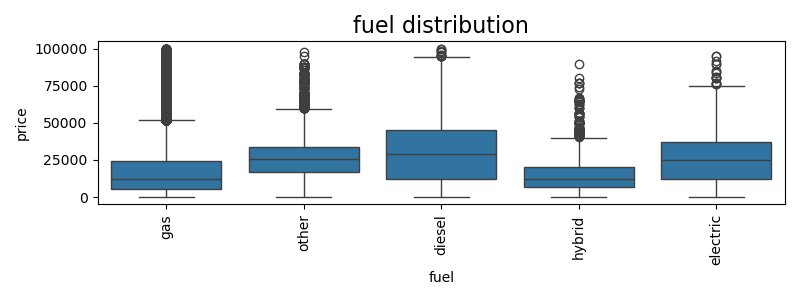 fuel distribution
100000
75000
50000
25000
0
price
gas
other
diesel
hybrid
electric
fuel